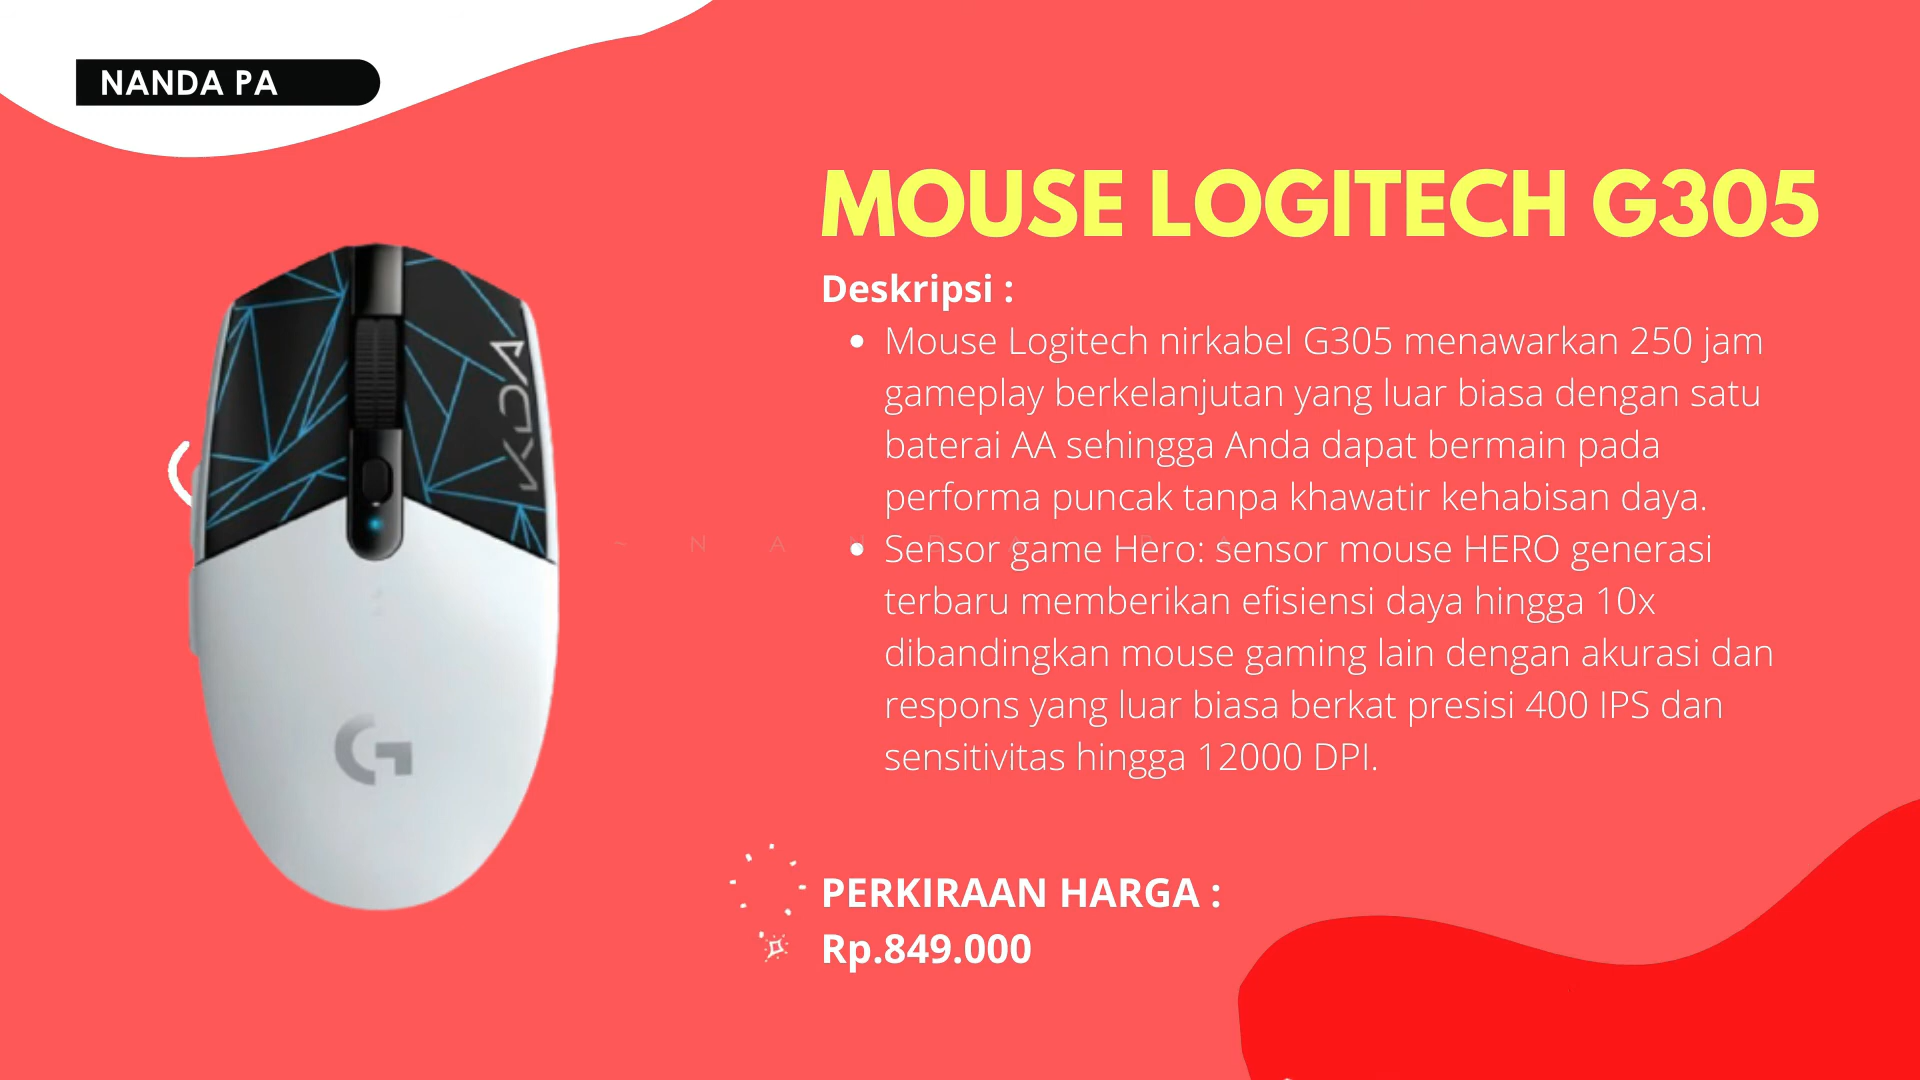 NANDA PA
MOUSE LOGITECH G305
Deskripsi :
• Mouse Logitech nirkabel G305 menawarkan 250 jam
gameplay berkelanjutan yang luar biasa dengan satu
baterai AA sehingga Anda dapat bermain pada
performa puncak tanpa khawatir kehabisan daya.
• Sensor game Hero: sensor mouse HERO generasi
terbaru memberikan efisiensi daya hingga 10x
dibandingkan mouse gaming lain dengan akurasi dan
respons yang luar biasa berkat presisi 400 IPS dan
sensitivitas hingga 12000 DPI.
PERKIRAAN HARGA :
Rp.849.000
K/DA
G
~ N A N D A P A